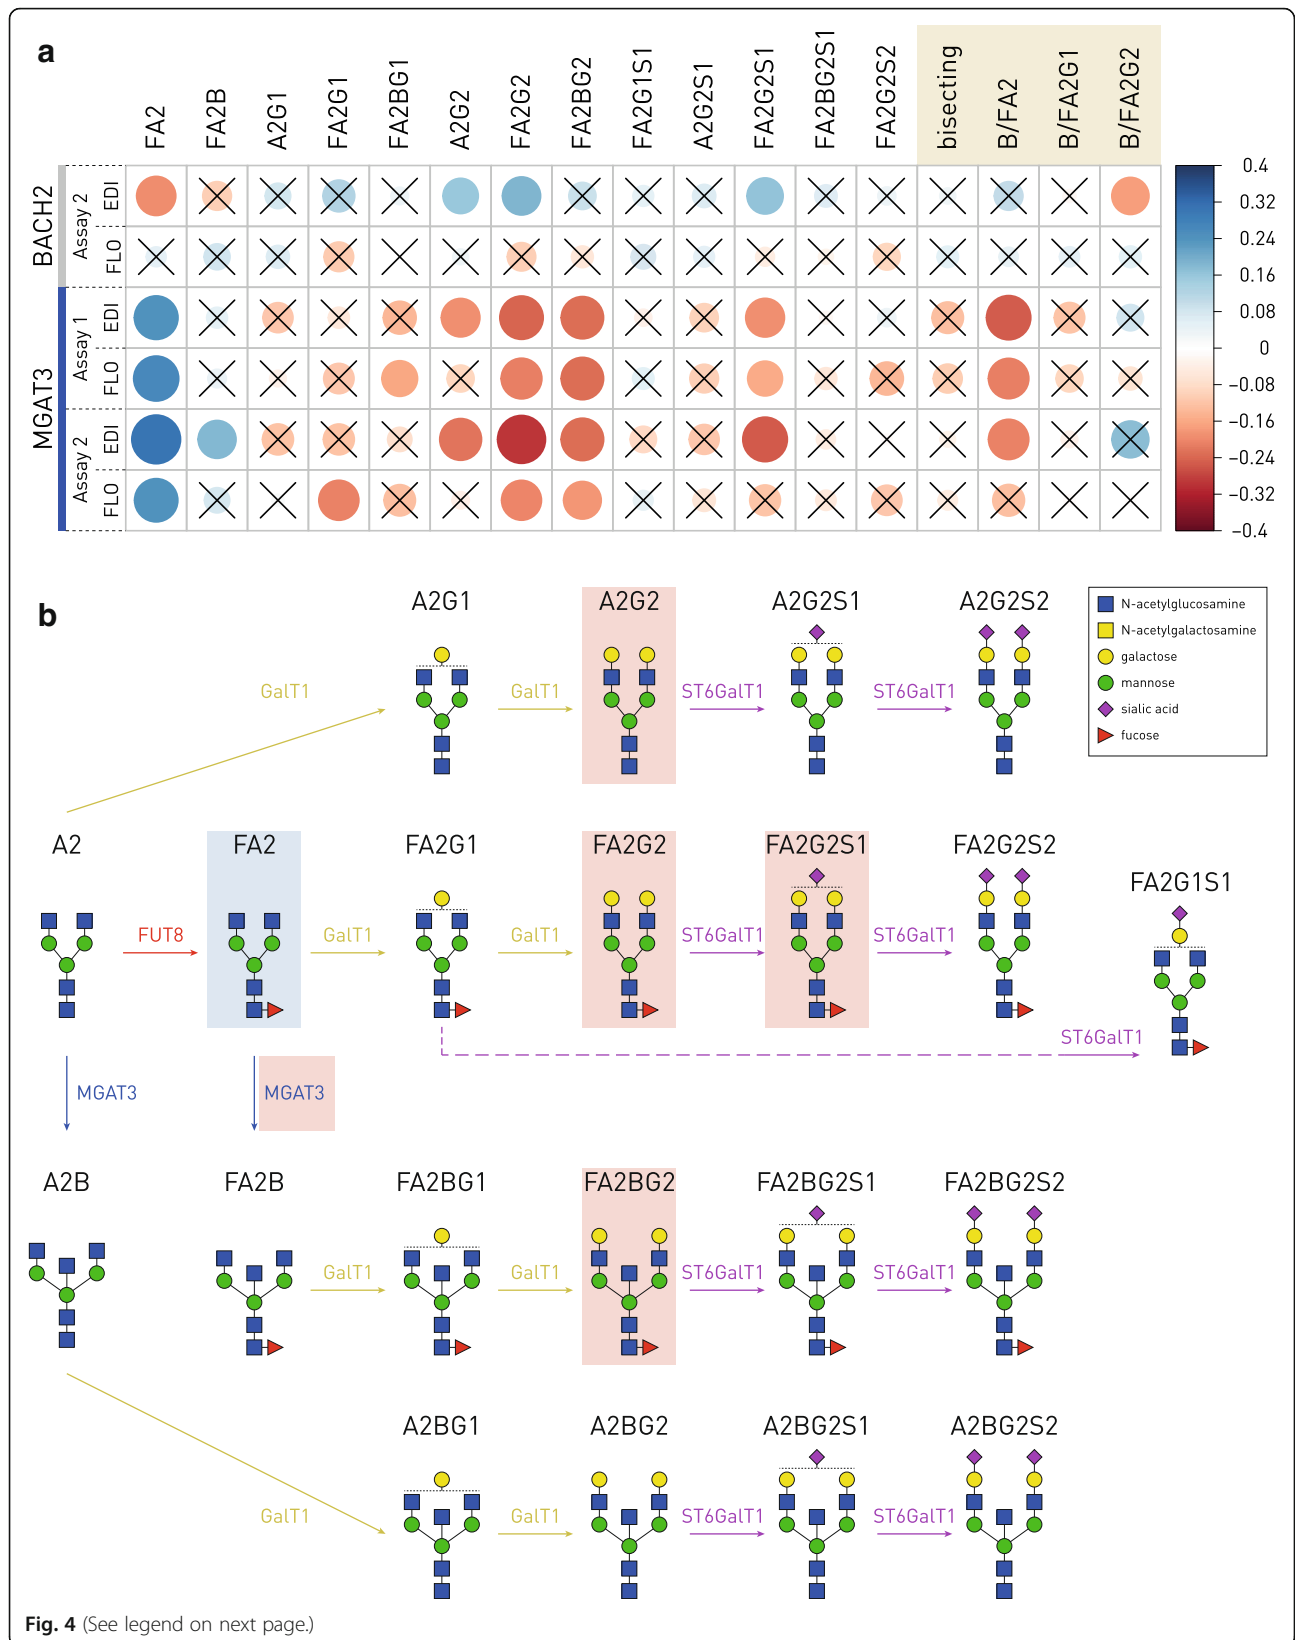 a
FA2
FA2B
A2G1
FA2G1
FABG1
A2G2
FA2G2
FABG2
FA2G1S1
A2G2S1
FA2G2S1
FA2BG2S1
FA2G2S2
bisecting
B/FA2
B/FA2G1
B/FA2G2
BACH2
Assay 2
EDI
FLO
MGAT3
Assay 1
EDI
FLO
Assay 2
EDI
FLO
0.4
0.32
0.24
0.16
0.08
0
−0.08
−0.16
−0.24
−0.32
−0.4
b
A2G1
A2G2
A2G2S1
A2G2S2
GalT1
GalT1
ST6GalT1
ST6GalT1
N-acetylglucosamine
N-acetylgalactosamine
galactose
mannose
sialic acid
fucose
A2
FA2
FA2G1
FA2G2
FA2G2S1
FA2G2S2
FA2G1S1
FUT8
GalT1
GalT1
ST6GalT1
ST6GalT1
ST6GalT1
MGAT3
MGAT3
A2B
FA2B
FA2BG1
FA2BG2
FA2BG2S1
FA2BG2S2
GalT1
GalT1
ST6GalT1
ST6GalT1
A2BG1
A2BG2
A2BG2S1
A2BG2S2
GalT1
GalT1
ST6GalT1
ST6GalT1
Fig. 4 (See legend on next page.)